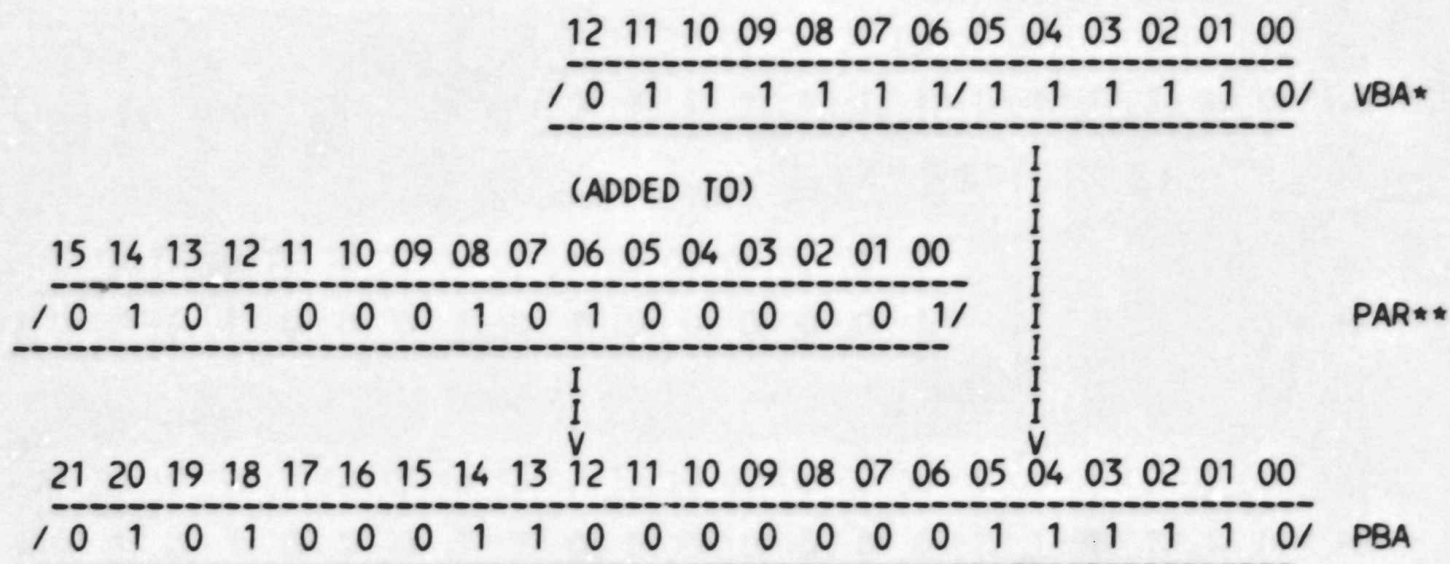 12 11 10 09 08 07 06 05 04 03 02 01 00
/ 0 1 1 1 1 1 1/ 1 1 1 1 1 0/ VBA*
(ADDED TO)
15 14 13 12 11 10 09 08 07 06 05 04 03 02 01 00
/ 0 1 0 1 0 0 0 1 0 1 0 0 0 0 0 1/ PAR**
21 20 19 18 17 16 15 14 13 12 11 10 09 08 07 06 05 04 03 02 01 00
/ 0 1 0 1 0 0 0 1 1 0 0 0 0 0 0 0 1 1 1 1 1 0/ PBA